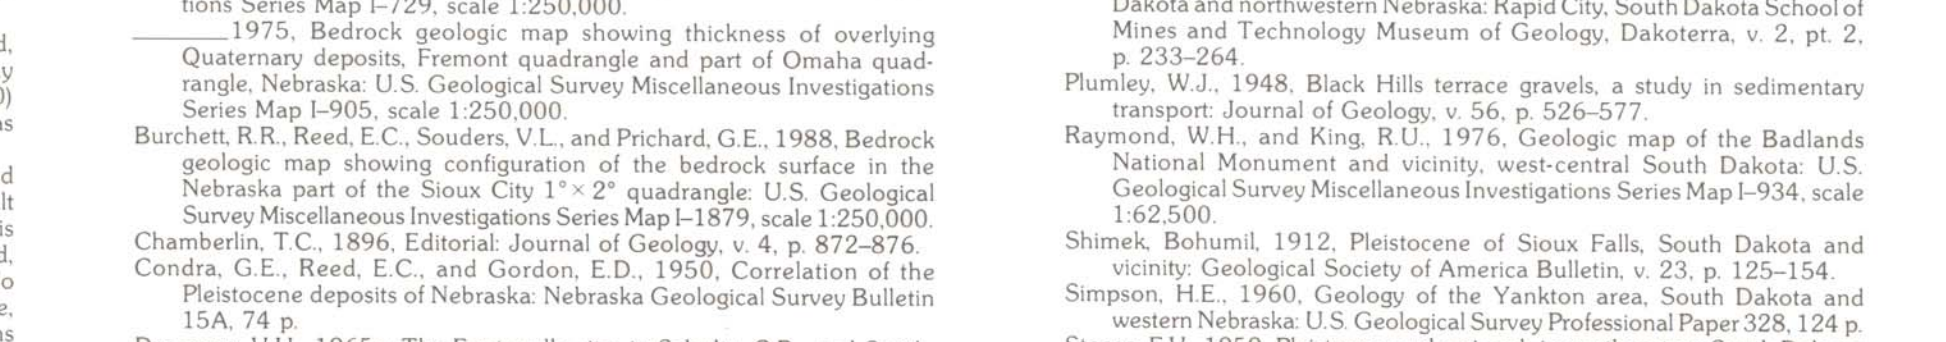 tions Series Map I–729, scale 1:250,000.
________1975, Bedrock geologic map showing thickness of overlying
Quaternary deposits, Fremont quadrangle and part of Omaha quad-
rangle, Nebraska: U.S. Geological Survey Miscellaneous Investigations
Series Map I–905, scale 1:250,000.
Burchett, R.R., Reed, E.C., Souders, V.L., and Prichard, G.E., 1988, Bedrock
geologic map showing configuration of the bedrock surface in the
Nebraska part of the Sioux City 1° × 2° quadrangle: U.S. Geological
Survey Miscellaneous Investigations Series Map I–1879, scale 1:250,000.
Chamberlin, T.C., 1896, Editorial: Journal of Geology, v. 4, p. 872–876.
Condra, G.E., Reed, E.C., and Gordon, E.D., 1950, Correlation of the
Pleistocene deposits of Nebraska: Nebraska Geological Survey Bulletin
15A, 74 p.
Dakota and northwestern Nebraska: Rapid City, South Dakota School of
Mines and Technology Museum of Geology, Dakoterra, v. 2, pt. 2,
p. 233–264.
Plumley, W.J., 1948, Black Hills terrace gravels, a study in sedimentary
transport: Journal of Geology, v. 56, p. 526–577.
Raymond, W.H., and King, R.U., 1976, Geologic map of the Badlands
National Monument and vicinity, west-central South Dakota: U.S.
Geological Survey Miscellaneous Investigations Series Map I–934, scale
1:62,500.
Shimek, Bohumil, 1912, Pleistocene of Sioux Falls, South Dakota and
vicinity: Geological Society of America Bulletin, v. 23, p. 125–154.
Simpson, H.E., 1960, Geology of the Yankton area, South Dakota and
western Nebraska: U.S. Geological Survey Professional Paper 328, 124 p.